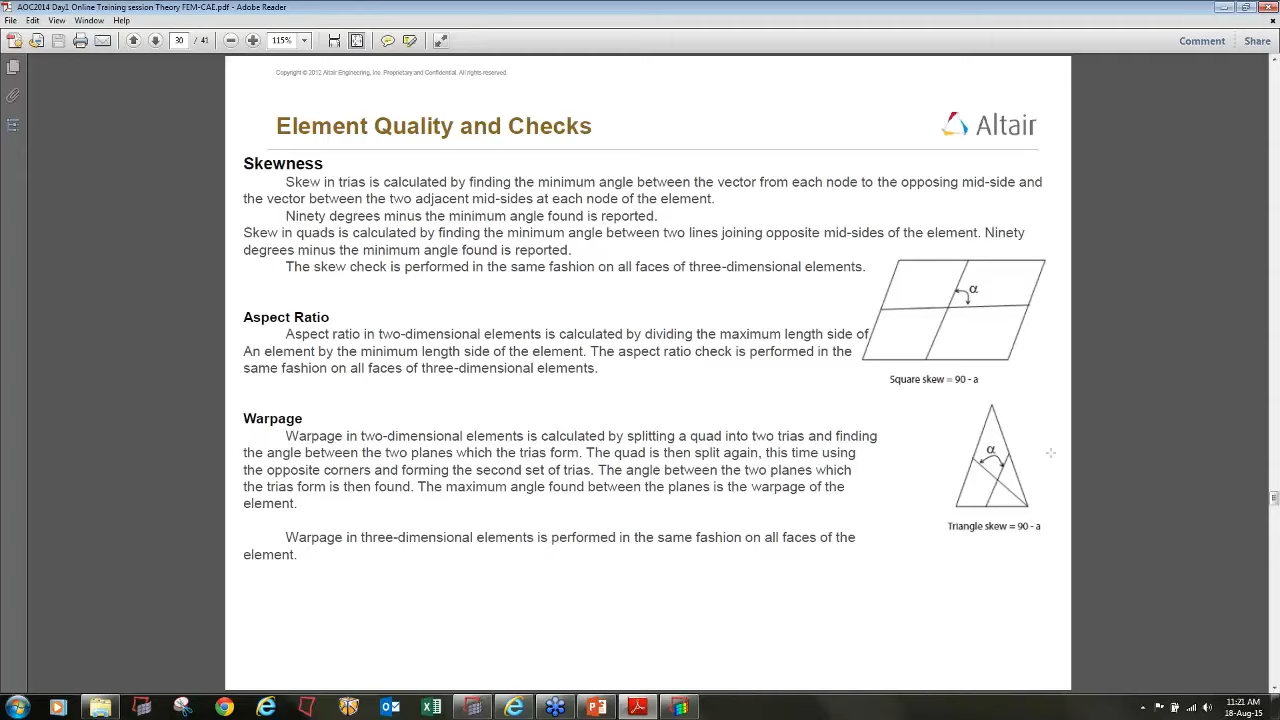 AOC2014 Day1 Online Training session Theory FEM-CAE.pdf - Adobe Reader
File Edit View Window Help
30 / 41 115% Comment Share
Copyright © 2012 Altair Engineering, Inc. Proprietary and Confidential. All rights reserved.
Element Quality and Checks
Altair
Skewness
Skew in trias is calculated by finding the minimum angle between the vector from each node to the opposing mid-side and
the vector between the two adjacent mid-sides at each node of the element.
Ninety degrees minus the minimum angle found is reported.
Skew in quads is calculated by finding the minimum angle between two lines joining opposite mid-sides of the element. Ninety
degrees minus the minimum angle found is reported.
The skew check is performed in the same fashion on all faces of three-dimensional elements.
α
Square skew = 90 - a
Aspect Ratio
Aspect ratio in two-dimensional elements is calculated by dividing the maximum length side of
An element by the minimum length side of the element. The aspect ratio check is performed in the
same fashion on all faces of three-dimensional elements.
Warpage
Warpage in two-dimensional elements is calculated by splitting a quad into two trias and finding
the angle between the two planes which the trias form. The quad is then split again, this time using
the opposite corners and forming the second set of trias. The angle between the two planes which
the trias form is then found. The maximum angle found between the planes is the warpage of the
element.
α
Triangle skew = 90 - a
Warpage in three-dimensional elements is performed in the same fashion on all faces of the
element.
11:21 AM
18-Aug-15